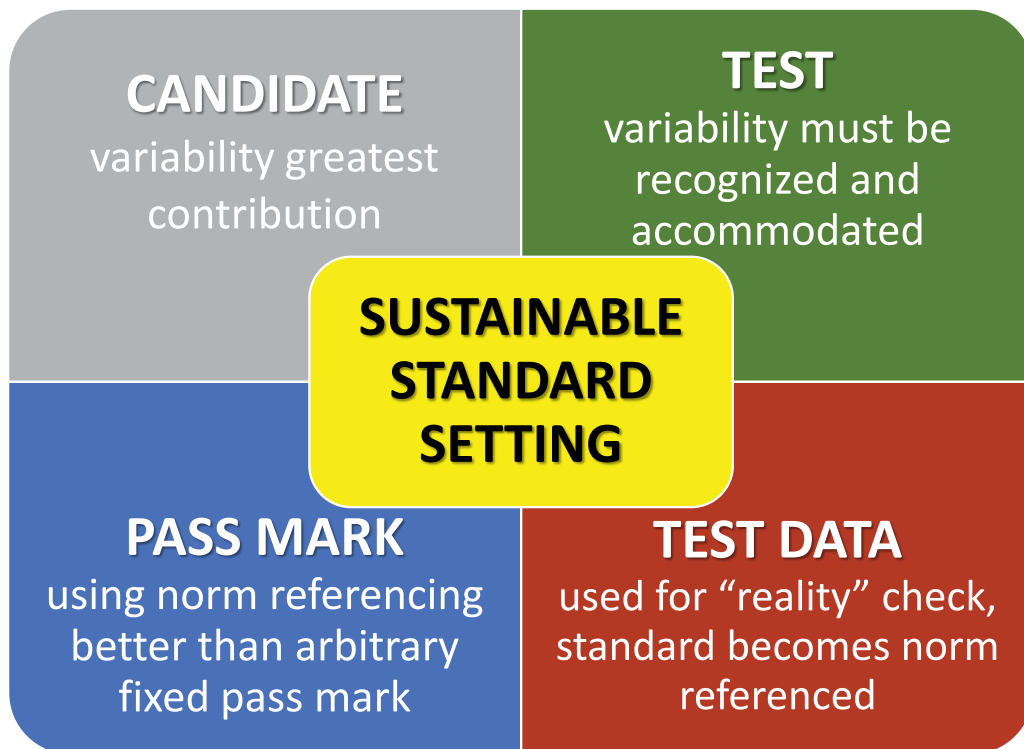 CANDIDATE
variability greatest
contribution
TEST
variability must be
recognized and
accommodated
SUSTAINABLE
STANDARD
SETTING
PASS MARK
using norm referencing
better than arbitrary
fixed pass mark
TEST DATA
used for “reality” check,
standard becomes norm
referenced